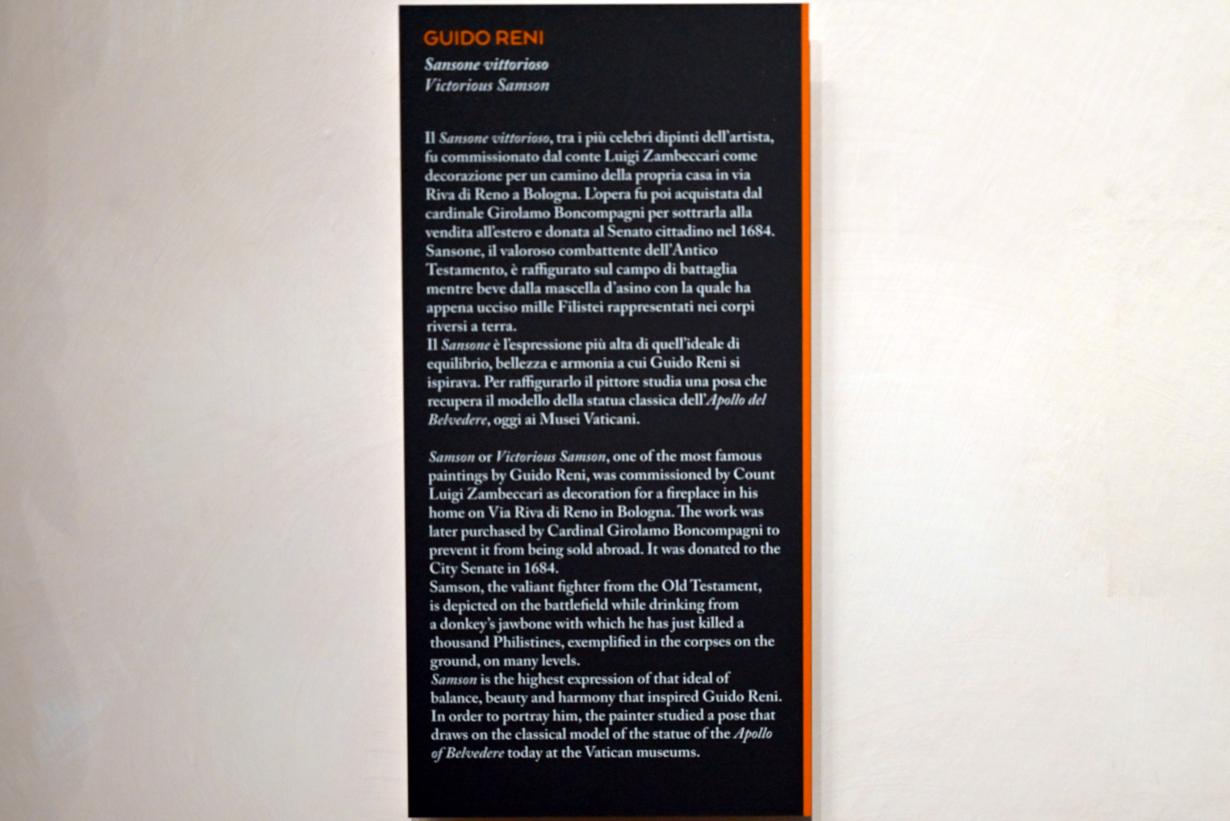 GUIDO RENI
Sansone vittorioso
Victorious Samson
Il Sansone vittorioso, tra i più celebri dipinti dell'artista,
fu commissionato dal conte Luigi Zambeccari come
decorazione per un camino della propria casa in via
Riva di Reno a Bologna. L'opera fu poi acquistata dal
cardinale Girolamo Boncompagni per sottrarla alla
vendita all'estero e donata al Senato cittadino nel 1684.
Sansone, il valoroso combattente dell'Antico
Testamento, è raffigurato sul campo di battaglia
mentre beve dalla mascella d'asino con la quale ha
appena ucciso mille Filistei rappresentati nei corpi
riversi a terra.
Il Sansone è l'espressione più alta di quell'ideale di
equilibrio, bellezza e armonia a cui Guido Reni si
ispirava. Per raffigurarlo il pittore studia una posa che
recupera il modello della statua classica dell'Apollo del
Belvedere, oggi ai Musei Vaticani.
Samson or Victorious Samson, one of the most famous
paintings by Guido Reni, was commissioned by Count
Luigi Zambeccari as decoration for a fireplace in his
home on Via Riva di Reno in Bologna. The work was
later purchased by Cardinal Girolamo Boncompagni to
prevent it from being sold abroad. It was donated to the
City Senate in 1684.
Samson, the valiant fighter from the Old Testament,
is depicted on the battlefield while drinking from
a donkey's jawbone with which he has just killed a
thousand Philistines, exemplified in the corpses on the
ground, on many levels.
Samson is the highest expression of that ideal of
balance, beauty and harmony that inspired Guido Reni.
In order to portray him, the painter studied a pose that
draws on the classical model of the statue of the Apollo
of Belvedere today at the Vatican museums.